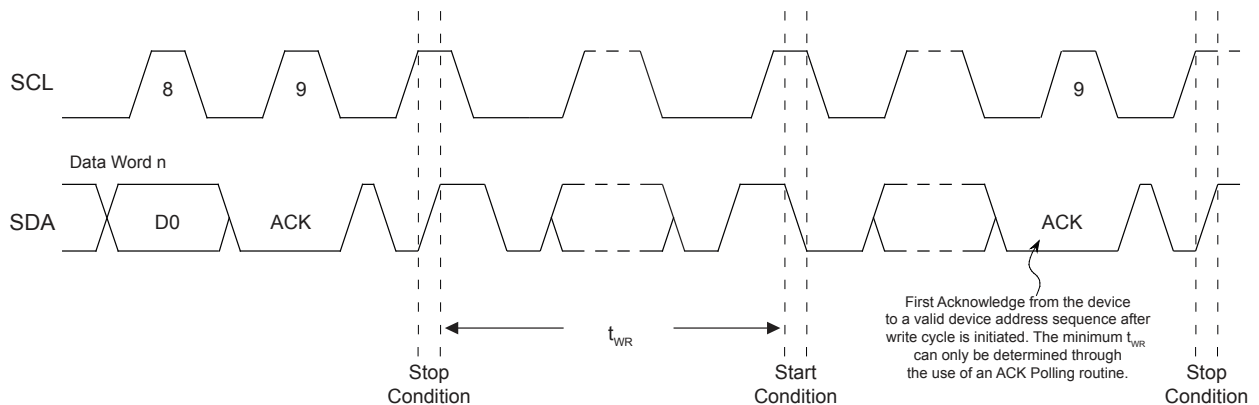 SCL
8
9
9
Data Word n
SDA
D0
ACK
ACK
First Acknowledge from the device
to a valid device address sequence after
write cycle is initiated. The minimum tWR
can only be determined through
the use of an ACK Polling routine.
tWR
Stop
Condition
Start
Condition
Stop
Condition